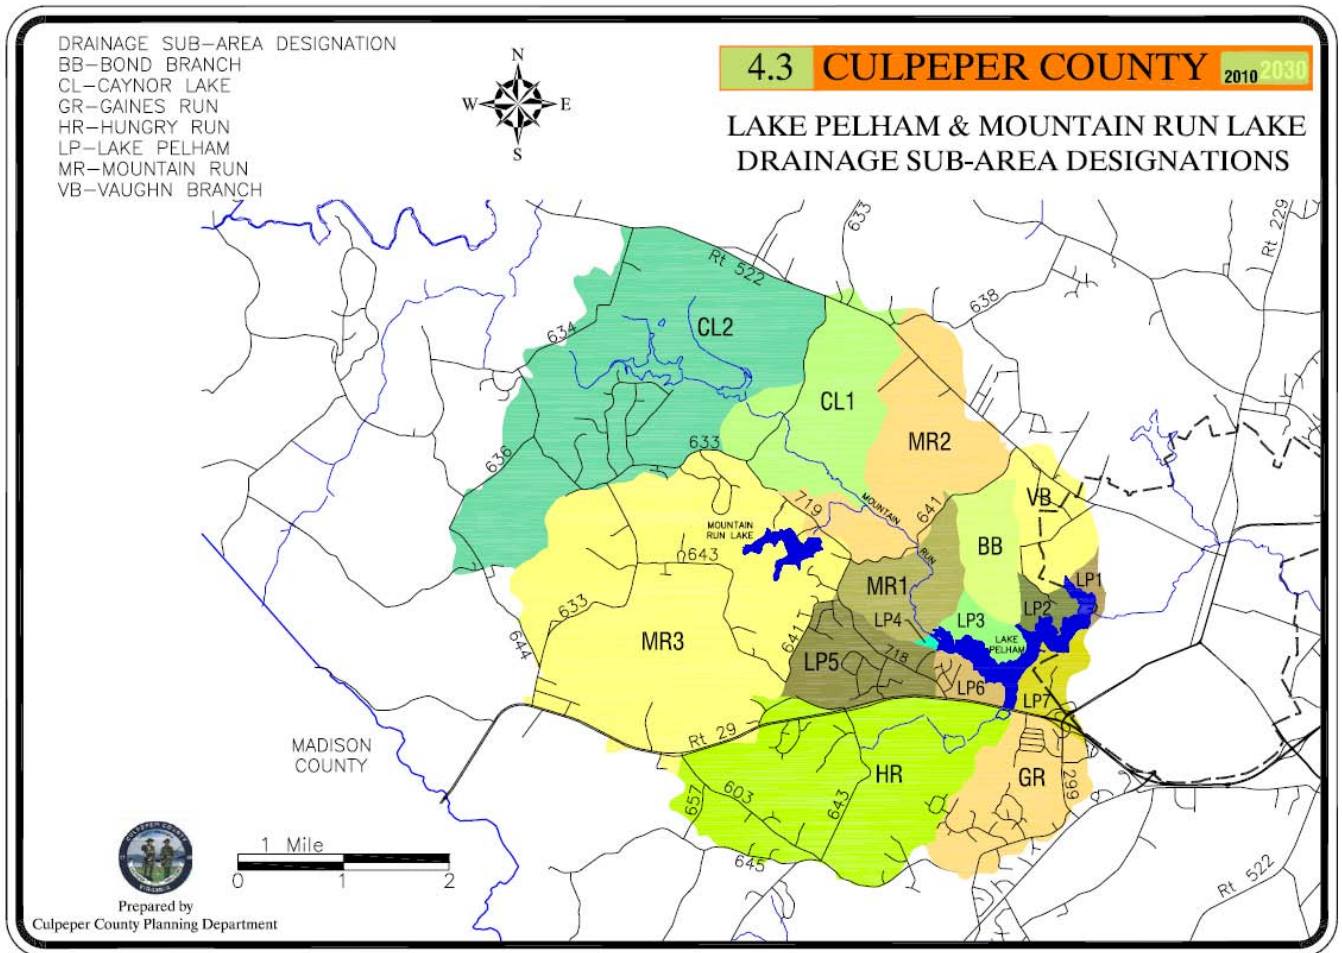 DRAINAGE SUB-AREA DESIGNATION
BB-BOND BRANCH
CL-CAYNOR LAKE
GR-GAINES RUN
HR-HUNGRY RUN
LP-LAKE PELHAM
MR-MOUNTAIN RUN
VB-VAUGHN BRANCH
N
W E
S
4.3 CULPEPER COUNTY 2010 2030
LAKE PELHAM & MOUNTAIN RUN LAKE
DRAINAGE SUB-AREA DESIGNATIONS
633
Rt 229
Rt 522
638
634
CL2
CL1
MR2
633
636
VB
719
MOUNTAIN
641
MOUNTAIN
RUN LAKE
BB
643
RUN
LP1
MR1
633
LP2
LP4
LP3
644
MR3
641
LAKE
PELHAM
718
LP5
LP6
LP7
Rt 29
MADISON
COUNTY
HR
GR
299
603
657
643
645
Rt 522
1 Mile
0 1 2
CULPEPER COUNTY
VIRGINIA
Prepared by
Culpeper County Planning Department